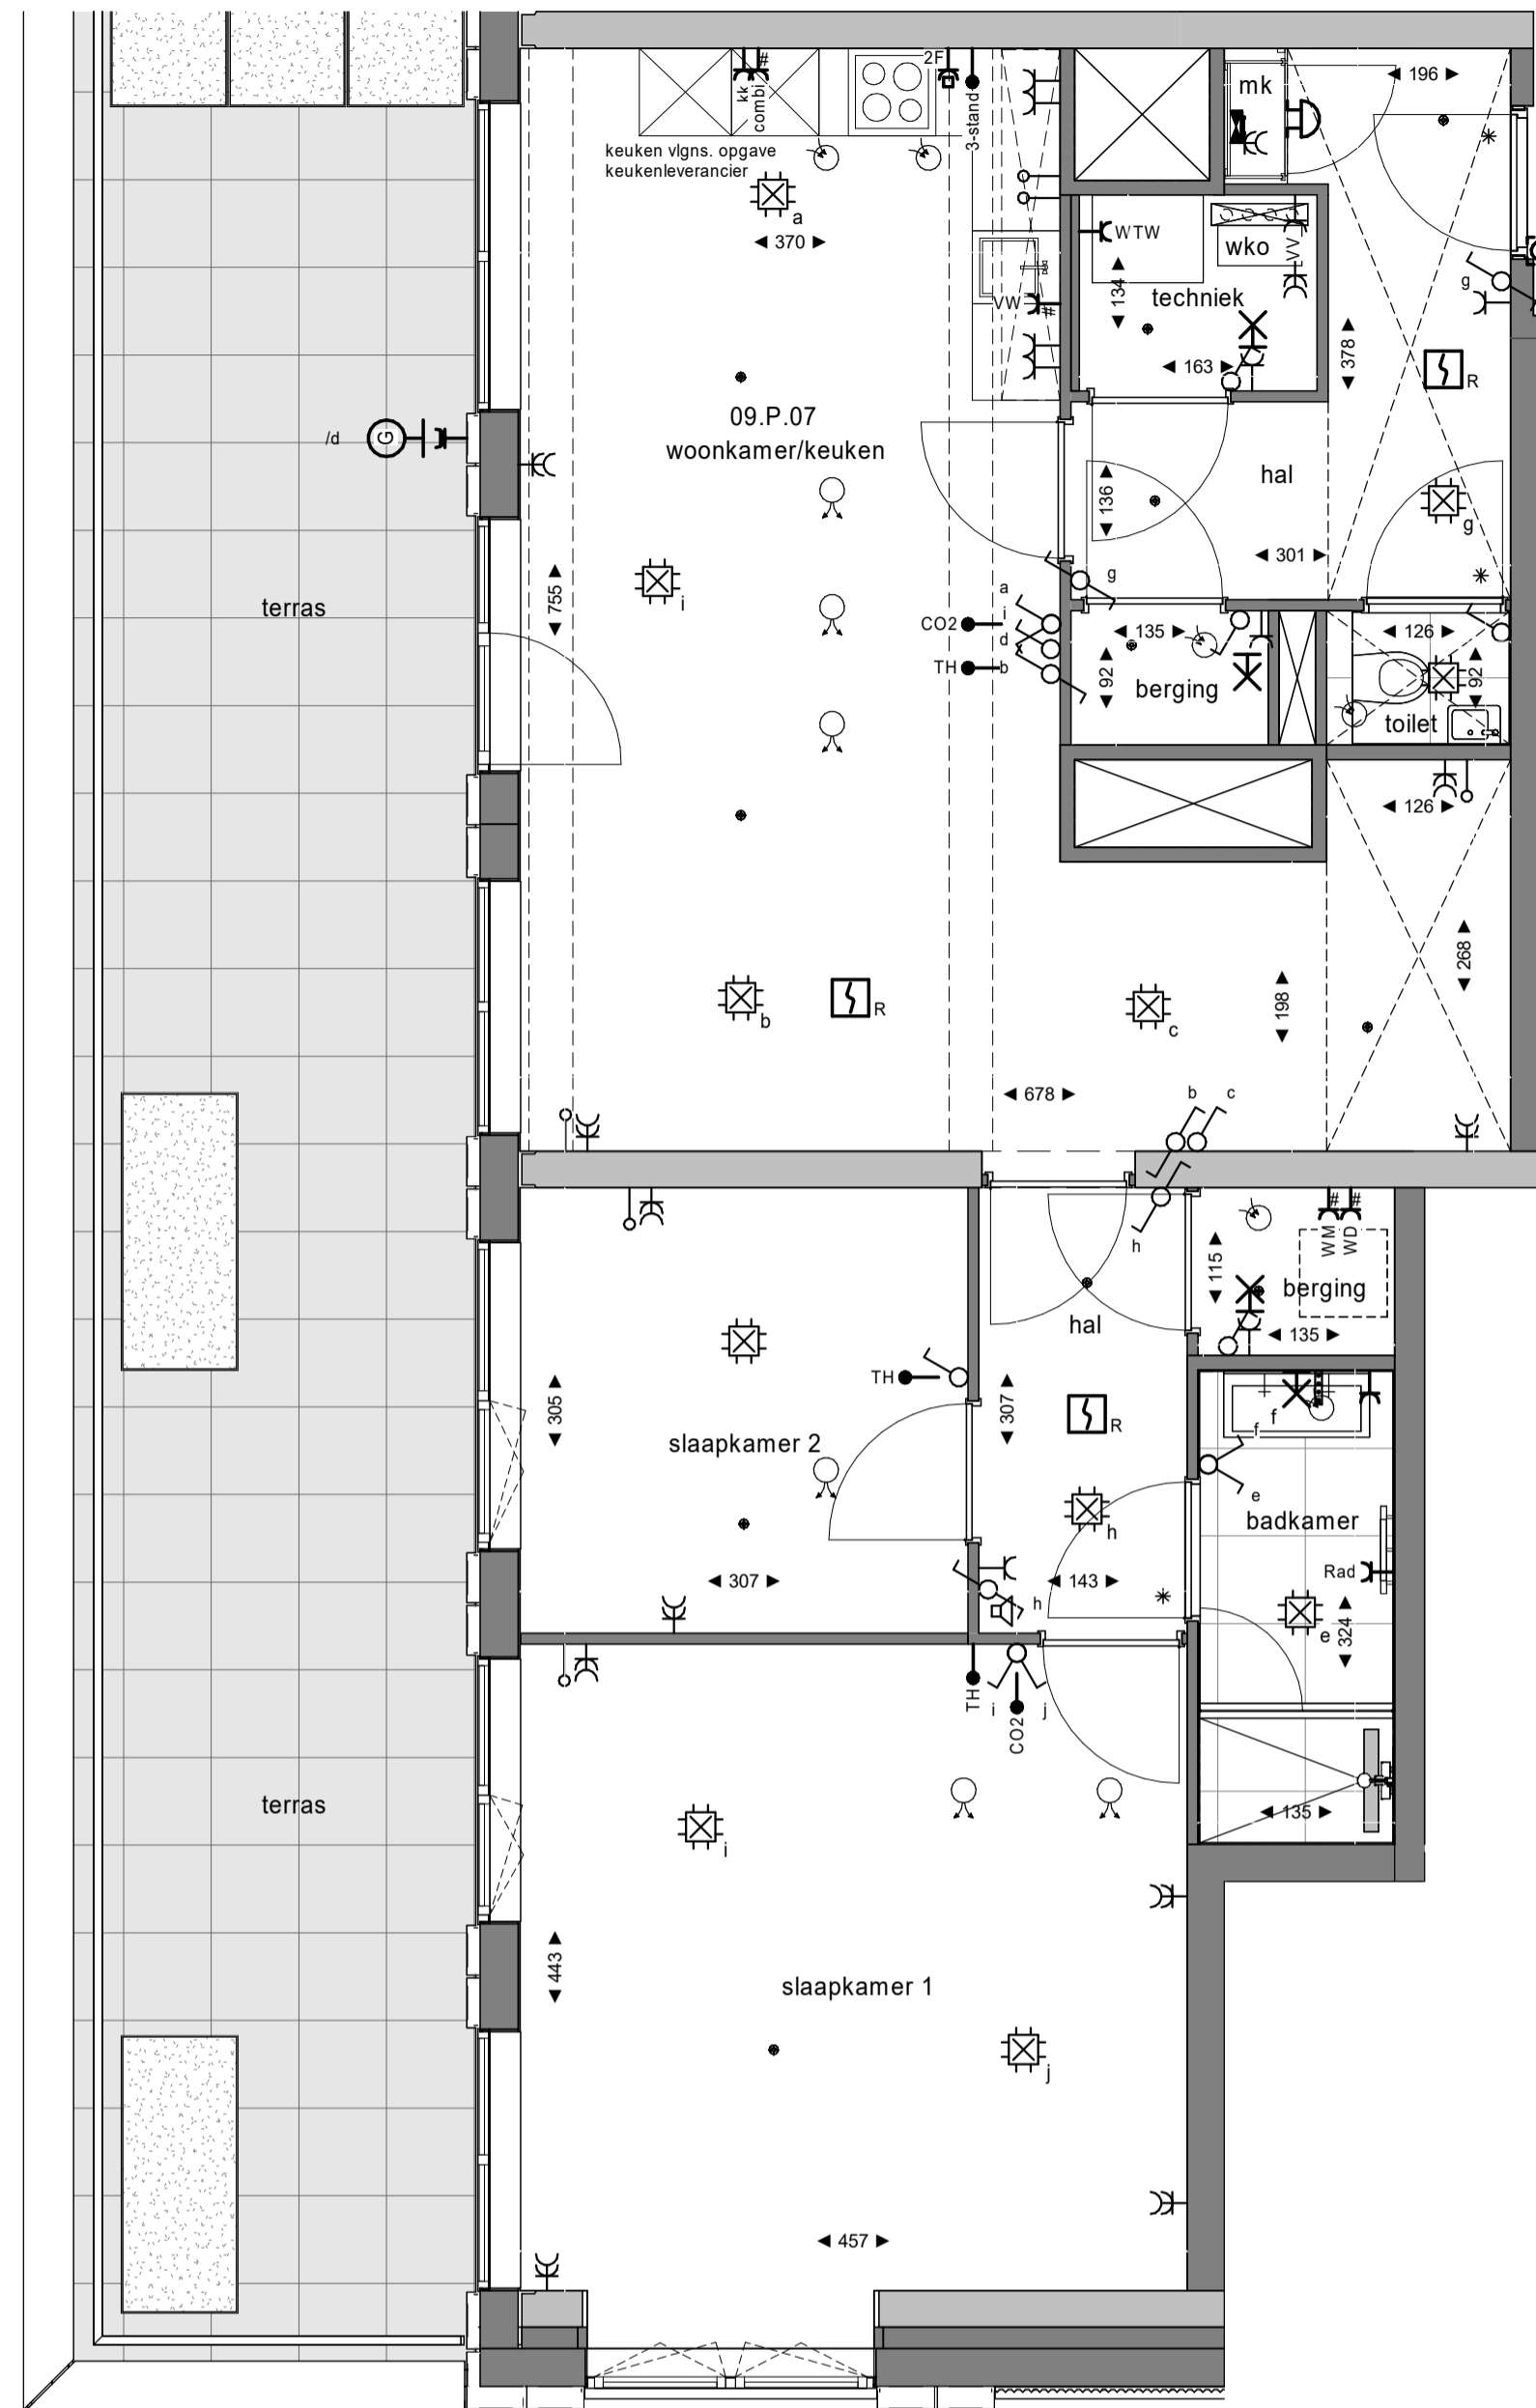 196
mk
2F
kk
combi
#
3-stand
keuken vlgns. opgave
keukenleverancier
a
370
WTW
wko
VV
134
techniek
g
VW
#
163
378
R
09.P.07
woonkamer/keuken
/d
G
hal
136
g
301
755
i
g
a
i
CO2
d
TH
b
135
126
92
berging
92
toilet
terras
126
268
198
b
R
c
678
b
c
h
#
#
WM
WD
115
berging
135
hal
TH
305
307
slaapkamer 2
R
f
f
e
badkamer
h
Rad
307
143
h
e
324
TH
i
CO2
j
terras
135
i
443
slaapkamer 1
j
457